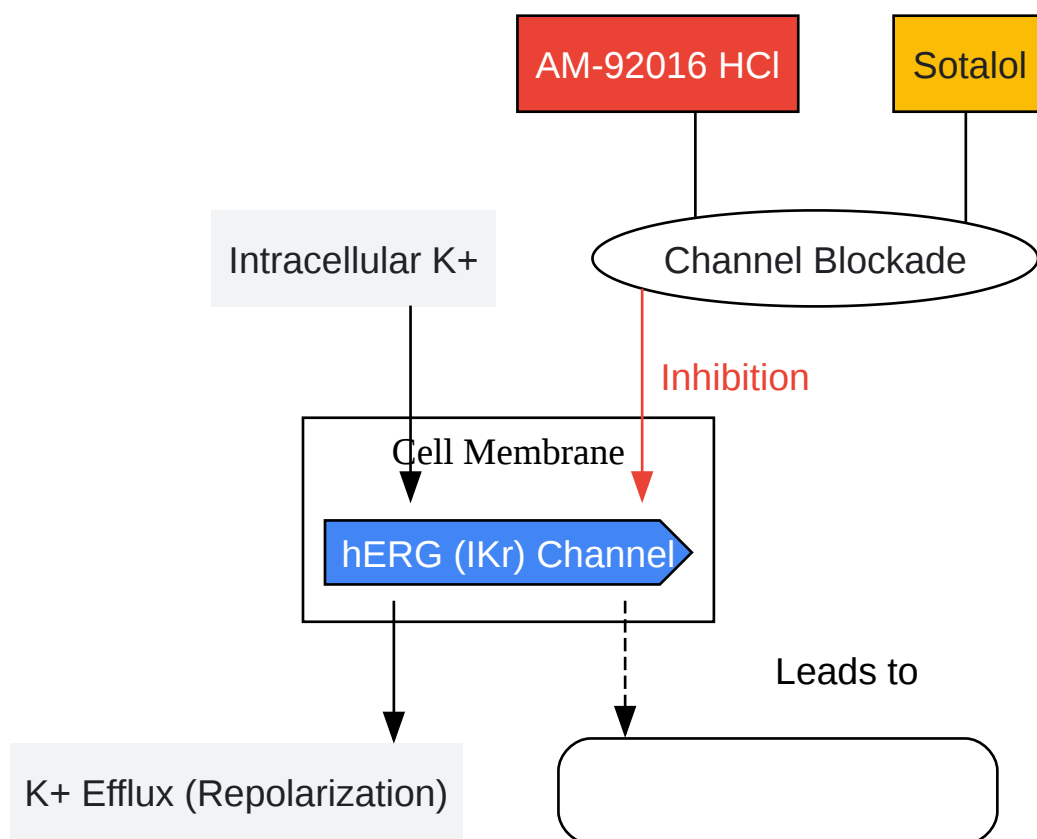 AM-92016 HCl
Sotalol
Intracellular K+
Channel Blockade
Inhibition
Cell Membrane
hERG (IKr) Channel
Leads to
K+ Efflux (Repolarization)